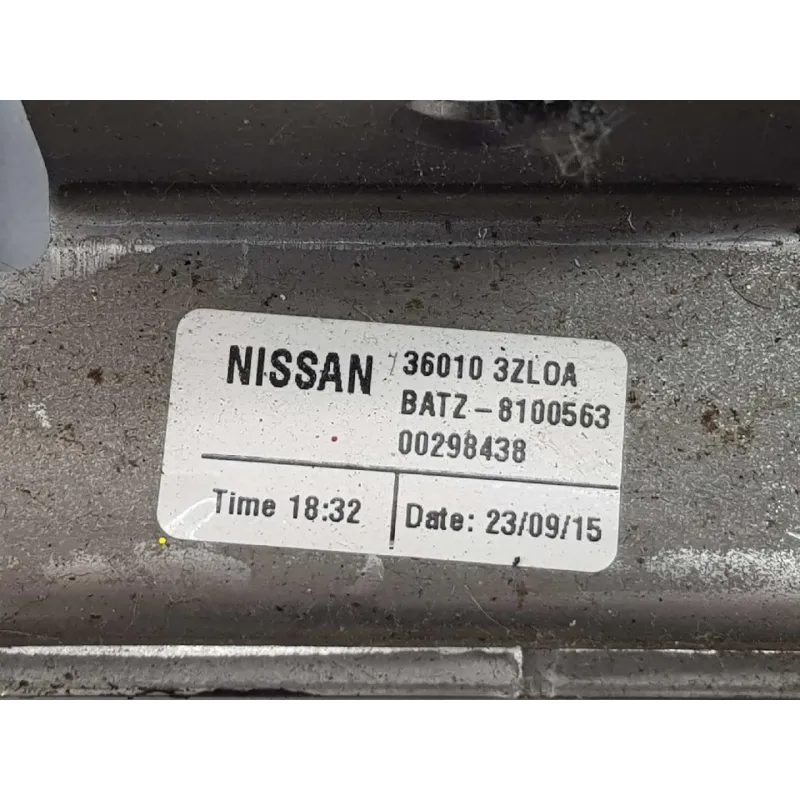 NISSAN 36010 3ZL0A
BATZ-8100563
00298438
Time 18:32 Date: 23/09/15